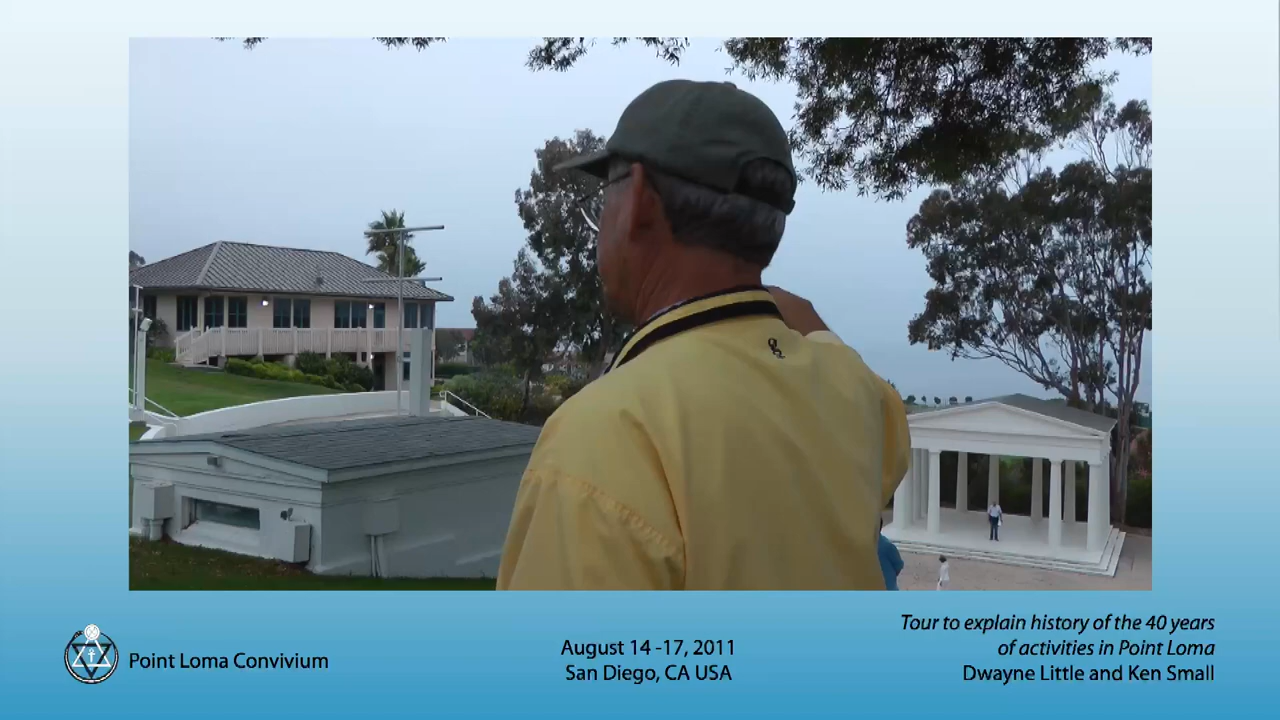 Point Loma Convivium
August 14 -17, 2011
San Diego, CA USA
Tour to explain history of the 40 years
of activities in Point Loma
Dwayne Little and Ken Small